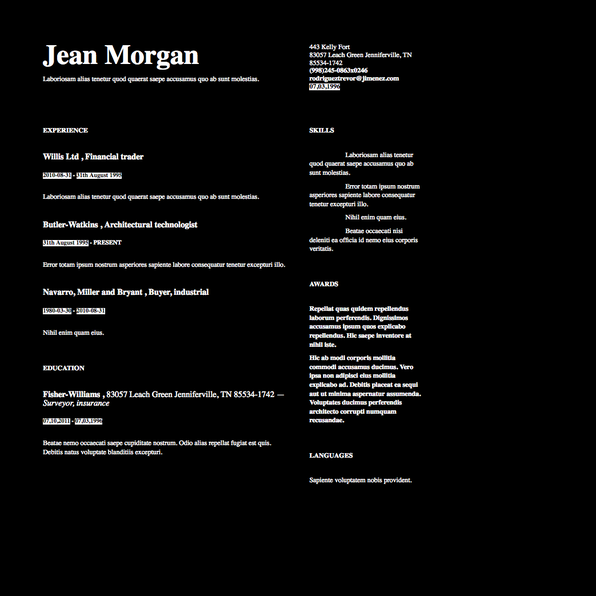 Jean Morgan
Laboriosam alias tenetur quod quaerat saepe accusamus quo ab sunt molestias.
443 Kelly Fort
83057 Leach Green Jenniferville, TN
85534-1742
(998)245-0863x0246
rodrigueztrevor@jimenez.com
07.03.1996
EXPERIENCE
Willis Ltd , Financial trader
2010-08-31 - 31th August 1992
Laboriosam alias tenetur quod quaerat saepe accusamus quo ab sunt molestias.
Butler-Watkins , Architectural technologist
31th August 1992 - PRESENT
Error totam ipsum nostrum asperiores sapiente labore consequatur tenetur excepturi illo.
Navarro, Miller and Bryant , Buyer, industrial
1980-03-30 - 2010-08-31
Nihil enim quam eius.
EDUCATION
Fisher-Williams , 83057 Leach Green Jenniferville, TN 85534-1742 —
Surveyor, insurance
07.10.2011 - 07.03.1996
Beatae nemo occaecati saepe cupiditate nostrum. Odio alias repellat fugiat est quis.
Debitis natus voluptate blanditiis excepturi.
SKILLS
Laboriosam alias tenetur
quod quaerat saepe accusamus quo ab
sunt molestias.
Error totam ipsum nostrum
asperiores sapiente labore consequatur
tenetur excepturi illo.
Nihil enim quam eius.
Beatae occaecati nisi
deleniti ea officia id nemo eius corporis
veritatis.
AWARDS
Repellat quas quidem repellendus
laborum perferendis. Dignissimos
accusamus ipsum quos explicabo
repellendus. Hic saepe inventore at
nihil iste.
Hic ab modi corporis mollitia
commodi accusamus ducimus. Vero
ipsa non adipisci eius mollitia
explicabo ad. Debitis placeat ea sequi
aut ut minima aspernatur assumenda.
Voluptates ducimus perferendis
architecto corrupti numquam
recusandae.
LANGUAGES
Sapiente voluptatem nobis provident.